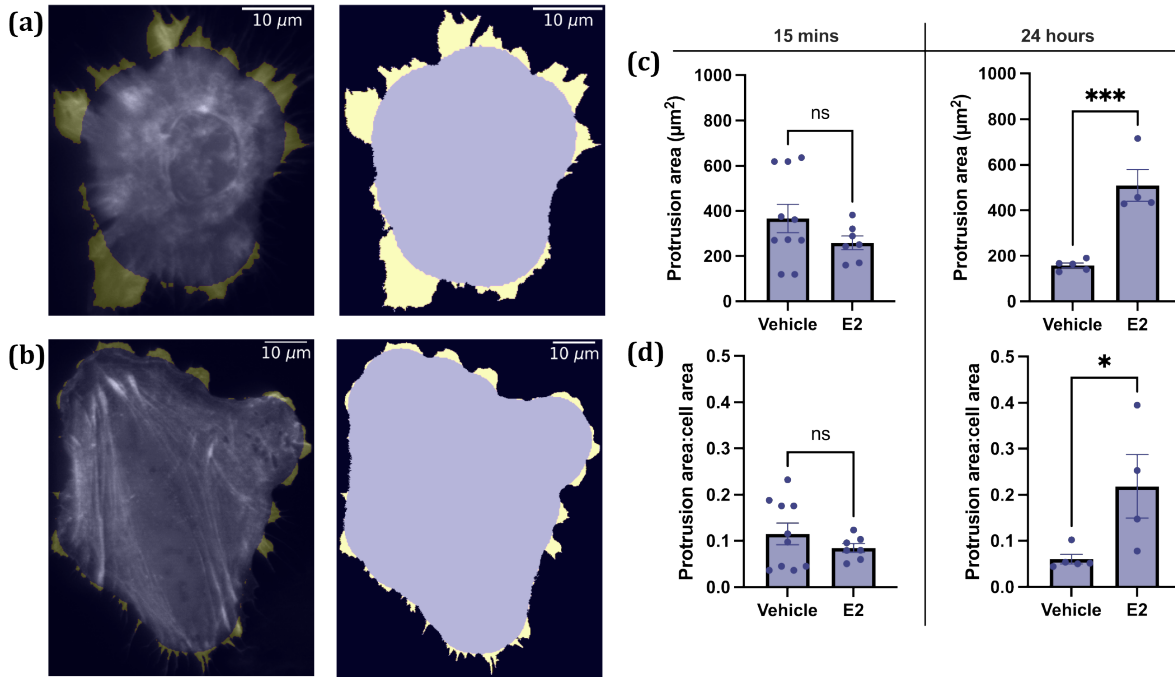 (a)
10 μm
10 μm
(b)
10 μm
10 μm
15 mins
24 hours
(c)
Protrusion area (μm²)
1000
800
600
400
200
0
ns
Vehicle
E2
Protrusion area (μm²)
1000
800
600
400
200
0
***
Vehicle
E2
(d)
Protrusion area:cell area
0.5
0.4
0.3
0.2
0.1
0.0
ns
Vehicle
E2
Protrusion area:cell area
0.5
0.4
0.3
0.2
0.1
0.0
*
Vehicle
E2